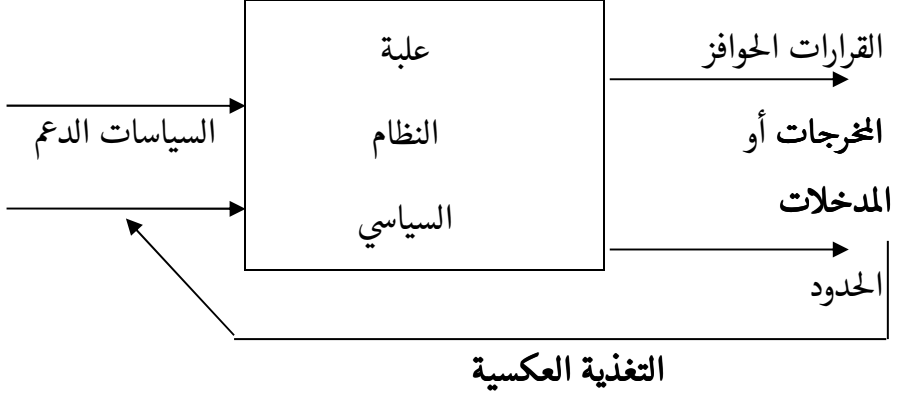 علبة
النظام
السياسي
القرارات الحوافز
المخرجات أو
المدخلات
الحدود
السياسات الدعم
التغذية العكسية